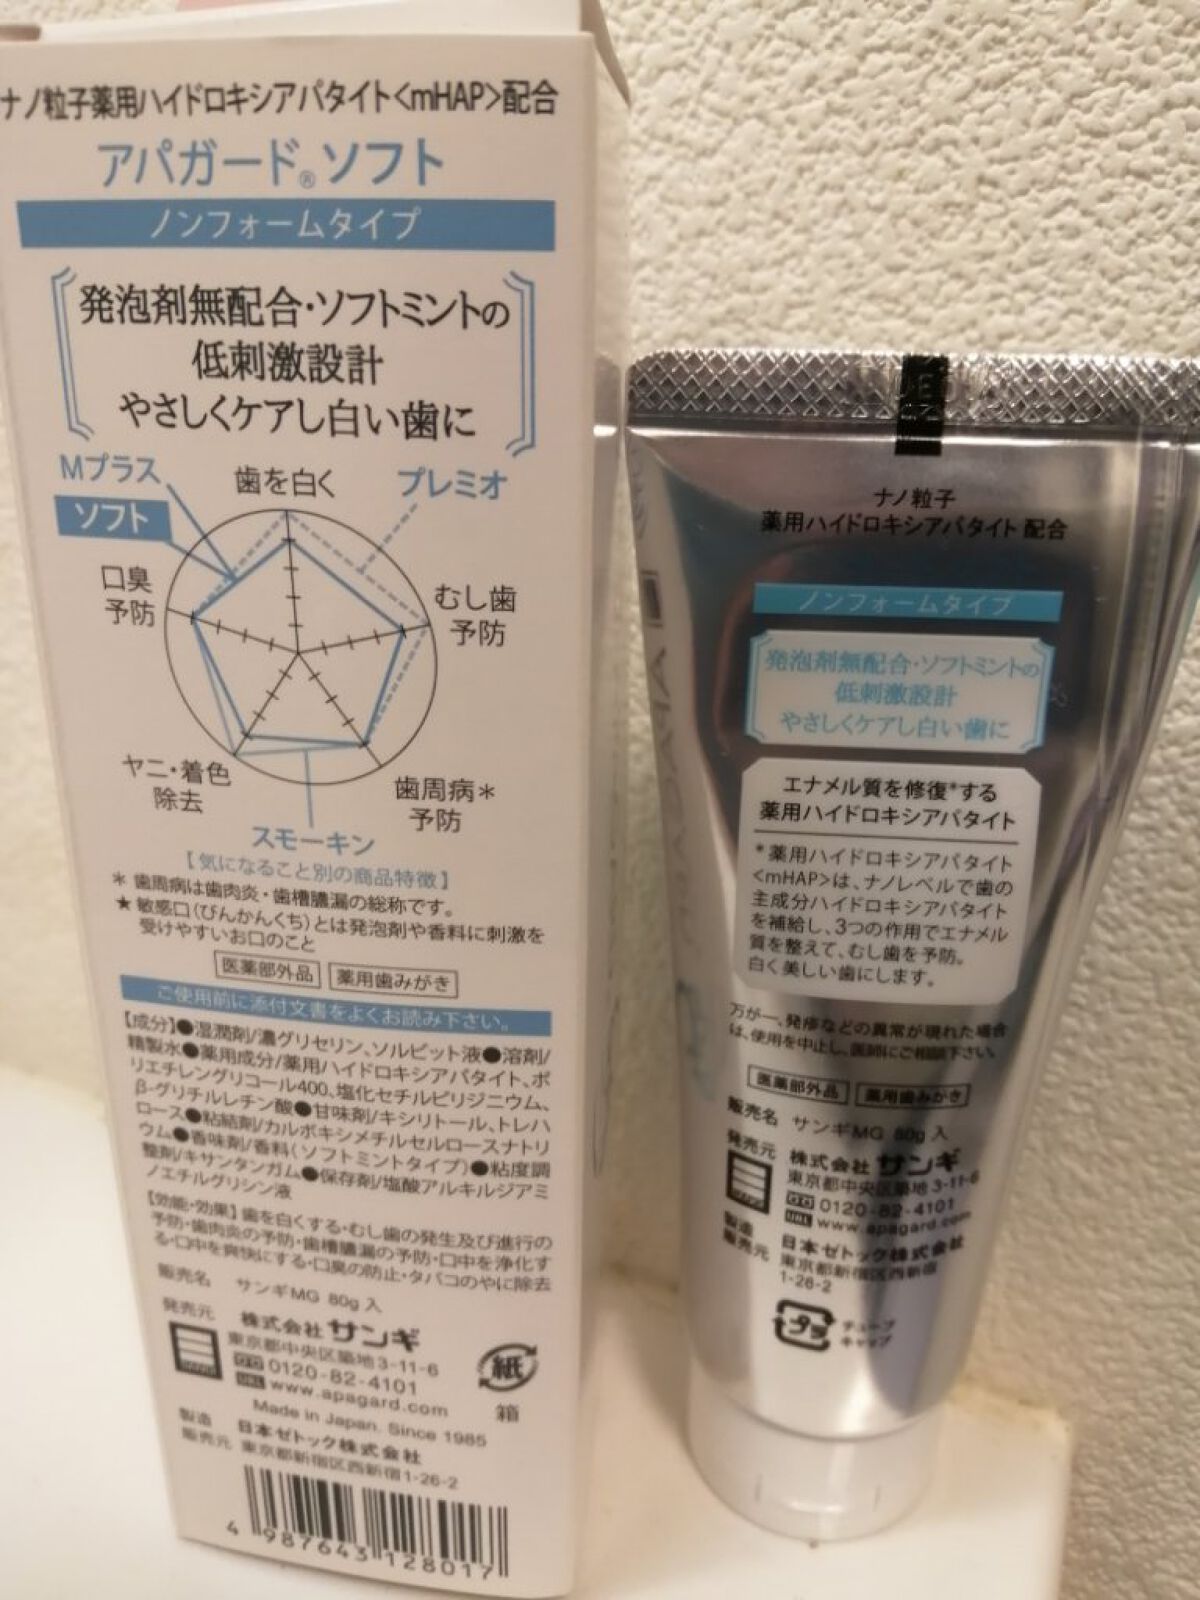 ナノ粒子薬用ハイドロキシアパタイト<mHAP>配合
アパガード®ソフト
ノンフォームタイプ
発泡剤無配合・ソフトミントの
低刺激設計
やさしくケアし白い歯に
Mプラス
歯を白く
プレミオ
ソフト
口臭
予防
むし歯
予防
ヤニ・着色
除去
歯周病＊
予防
スモーキン
【気になること別の商品特徴】
＊歯周病は歯肉炎・歯槽膿漏の総称です。
★敏感口（びんかんくち）とは発泡剤や香料に刺激を
受けやすいお口のこと
医薬部外品 薬用歯みがき
ご使用前に添付文書をよくお読み下さい。
【成分】●湿潤剤/濃グリセリン、ソルビット液●溶剤/
精製水●薬用成分/薬用ハイドロキシアパタイト、ポ
リエチレングリコール400、塩化セチルピリジニウム、
β-グリチルレチン酸●甘味剤/キシリトール、トレハ
ロース●粘結剤/カルボキシメチルセルロースナトリ
ウム●香味剤/香料（ソフトミントタイプ）●粘度調
整剤/キサンタンガム●保存剤/塩酸アルキルジアミ
ノエチルグリシン液
【効能・効果】歯を白くする・むし歯の発生及び進行の
予防・歯肉炎の予防・歯槽膿漏の予防・口中を浄化す
る・口中を爽快にする・口臭の防止・タバコのやに除去
販売名 サンギMG 80g入
発売元 株式会社サンギ
東京都中央区築地3-11-6
0120-82-4101
URL www.apagard.com
Made in Japan. Since 1985
製造販売元 日本ゼトック株式会社
東京都新宿区西新宿1-26-2
紙
箱
4 987643 128017
ナノ粒子
薬用ハイドロキシアパタイト配合
ノンフォームタイプ
発泡剤無配合・ソフトミントの
低刺激設計
やさしくケアし白い歯に
エナメル質を修復*する
薬用ハイドロキシアパタイト
*薬用ハイドロキシアパタイト
<mHAP>は、ナノレベルで歯の
主成分ハイドロキシアパタイト
を補給し、3つの作用でエナメル
質を整えて、むし歯を予防。
白く美しい歯にします。
万が一、発疹などの異常が現れた場合
は、使用を中止し、医師にご相談下さい。
医薬部外品 薬用歯みがき
販売名 サンギMG 80g入
発売元 株式会社サンギ
東京都中央区築地3-11-6
0120-82-4101
URL www.apagard.com
製造販売元 日本ゼトック株式会社
東京都新宿区西新宿
1-26-2
プラ
チューブ
キャップ